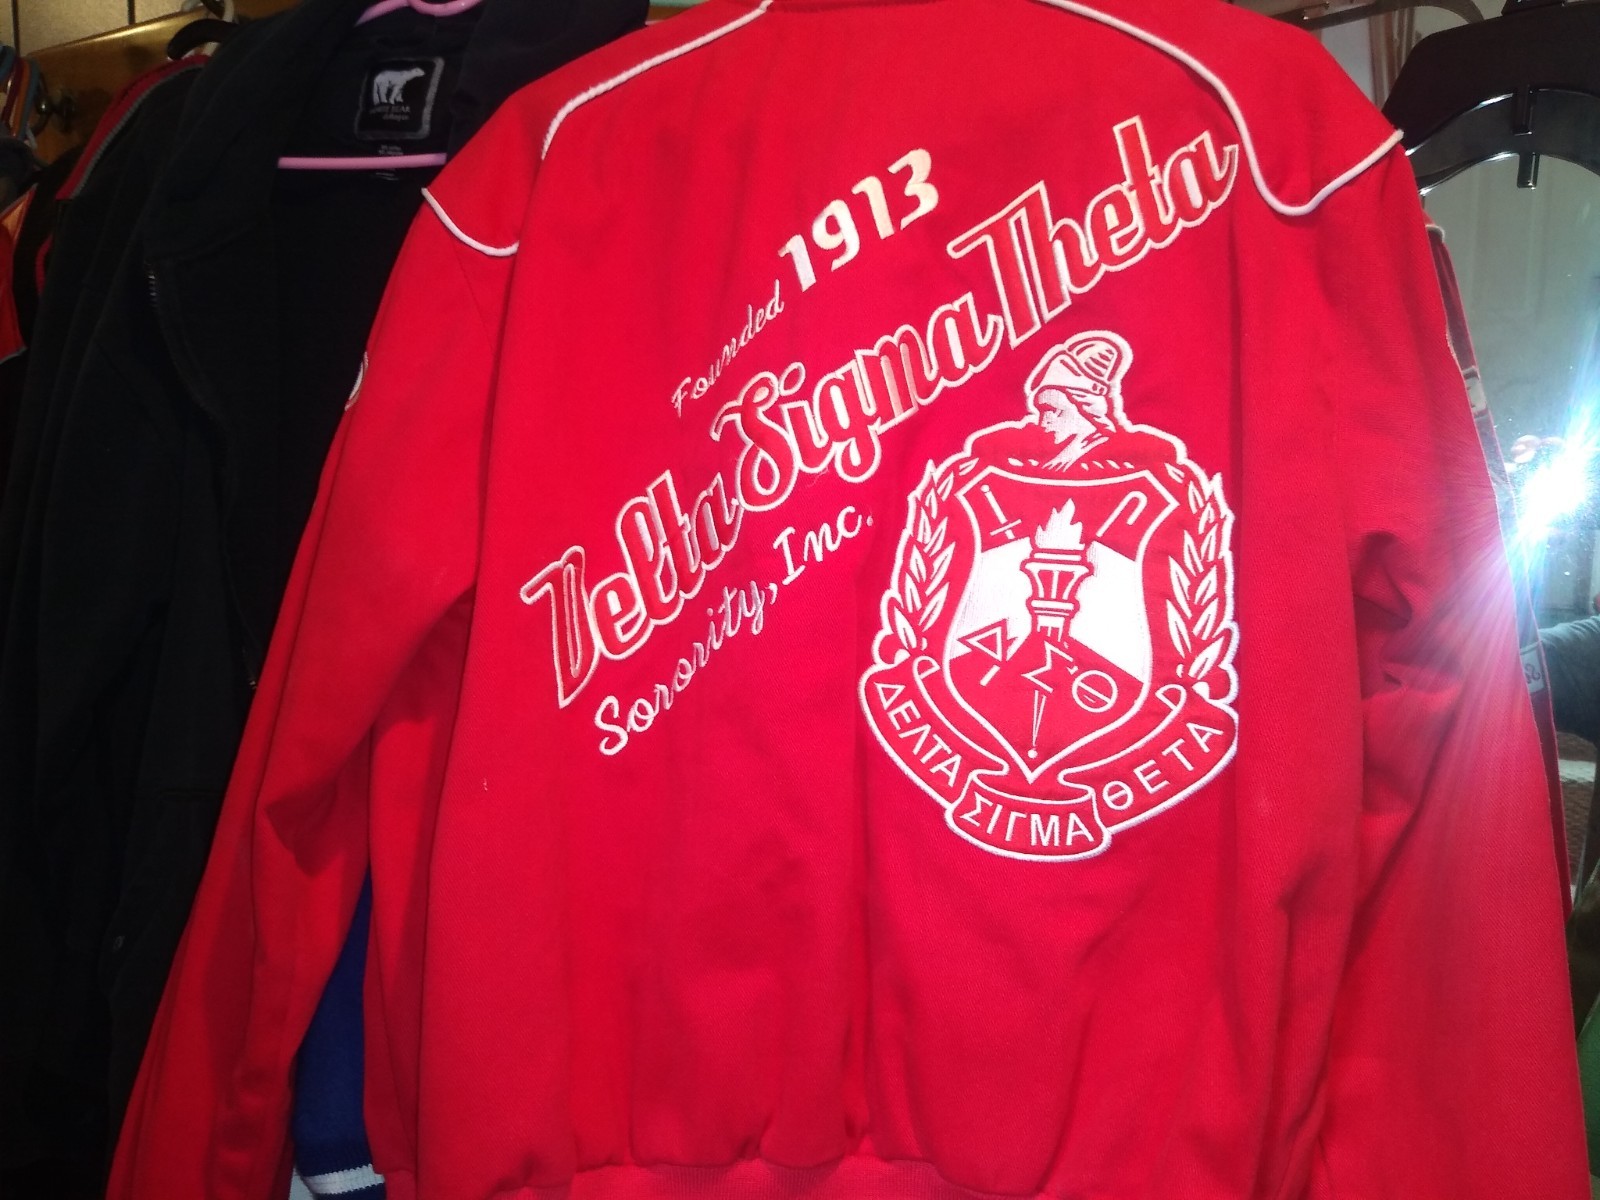 Founded 1913
Delta Sigma Theta
Sorority, Inc.
Δ Σ Θ
ΔΕΛΤΑ ΣΙΓΜΑ ΘΕΤΑ